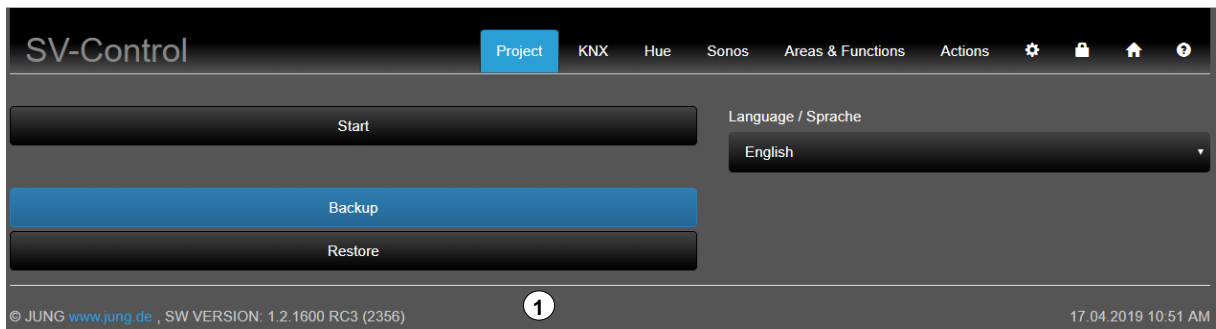 SV-Control
Project KNX Hue Sonos Areas & Functions Actions ?
Start
Language / Sprache
English
Backup
Restore
© JUNG www.jung.de , SW VERSION: 1.2.1600 RC3 (2356)
1
17.04.2019 10:51 AM